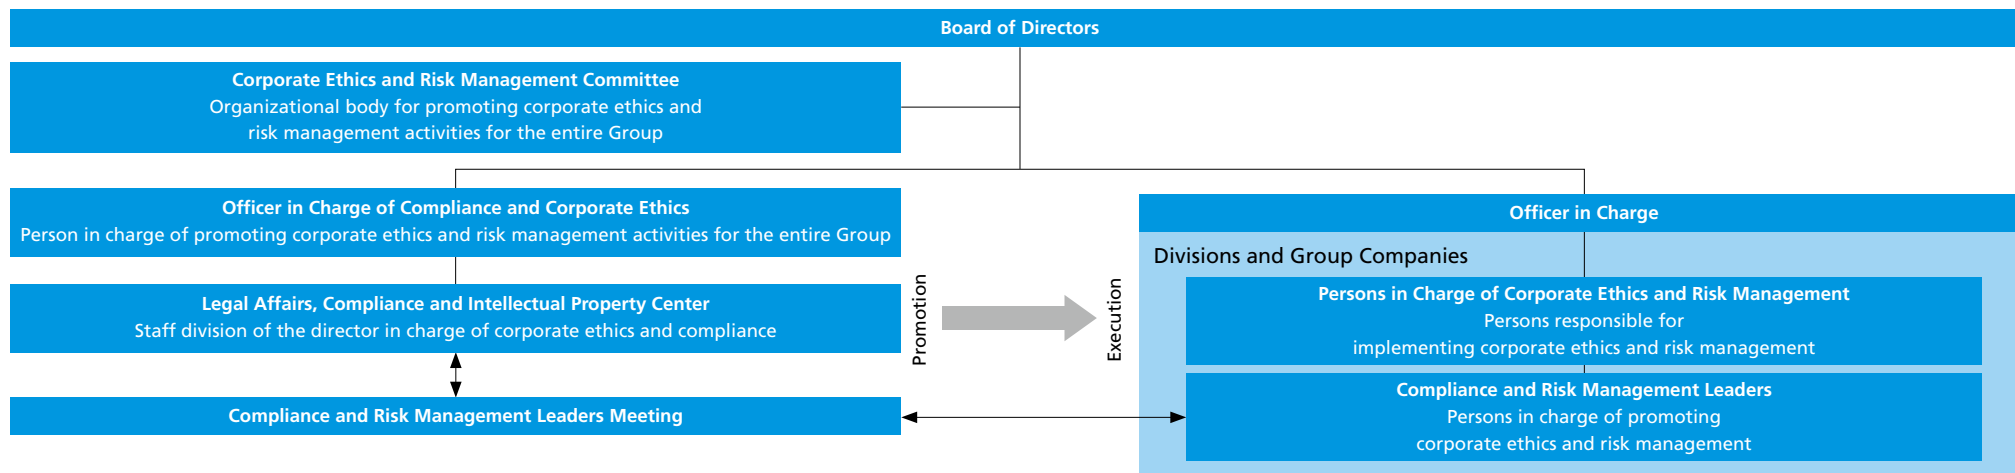 Board of Directors
Corporate Ethics and Risk Management Committee
Organizational body for promoting corporate ethics and
risk management activities for the entire Group
Officer in Charge of Compliance and Corporate Ethics
Person in charge of promoting corporate ethics and risk management activities for the entire Group
Legal Affairs, Compliance and Intellectual Property Center
Staff division of the director in charge of corporate ethics and compliance
Compliance and Risk Management Leaders Meeting
Promotion
Execution
Officer in Charge
Divisions and Group Companies
Persons in Charge of Corporate Ethics and Risk Management
Persons responsible for
implementing corporate ethics and risk management
Compliance and Risk Management Leaders
Persons in charge of promoting
corporate ethics and risk management